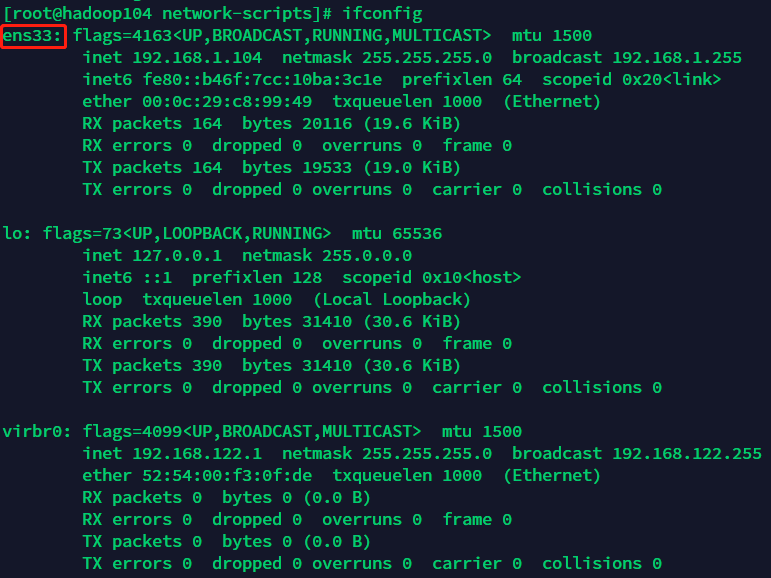 [root@hadoop104 network-scripts]# ifconfig
ens33: flags=4163<UP,BROADCAST,RUNNING,MULTICAST>  mtu 1500
        inet 192.168.1.104  netmask 255.255.255.0  broadcast 192.168.1.255
        inet6 fe80::b46f:7cc:10ba:3c1e  prefixlen 64  scopeid 0x20<link>
        ether 00:0c:29:c8:99:49  txqueuelen 1000  (Ethernet)
        RX packets 164  bytes 20116 (19.6 KiB)
        RX errors 0  dropped 0  overruns 0  frame 0
        TX packets 164  bytes 19533 (19.0 KiB)
        TX errors 0  dropped 0 overruns 0  carrier 0  collisions 0

lo: flags=73<UP,LOOPBACK,RUNNING>  mtu 65536
        inet 127.0.0.1  netmask 255.0.0.0
        inet6 ::1  prefixlen 128  scopeid 0x10<host>
        loop  txqueuelen 1000  (Local Loopback)
        RX packets 390  bytes 31410 (30.6 KiB)
        RX errors 0  dropped 0  overruns 0  frame 0
        TX packets 390  bytes 31410 (30.6 KiB)
        TX errors 0  dropped 0 overruns 0  carrier 0  collisions 0

virbr0: flags=4099<UP,BROADCAST,MULTICAST>  mtu 1500
        inet 192.168.122.1  netmask 255.255.255.0  broadcast 192.168.122.255
        ether 52:54:00:f3:0f:de  txqueuelen 1000  (Ethernet)
        RX packets 0  bytes 0 (0.0 B)
        RX errors 0  dropped 0  overruns 0  frame 0
        TX packets 0  bytes 0 (0.0 B)
        TX errors 0  dropped 0 overruns 0  carrier 0  collisions 0